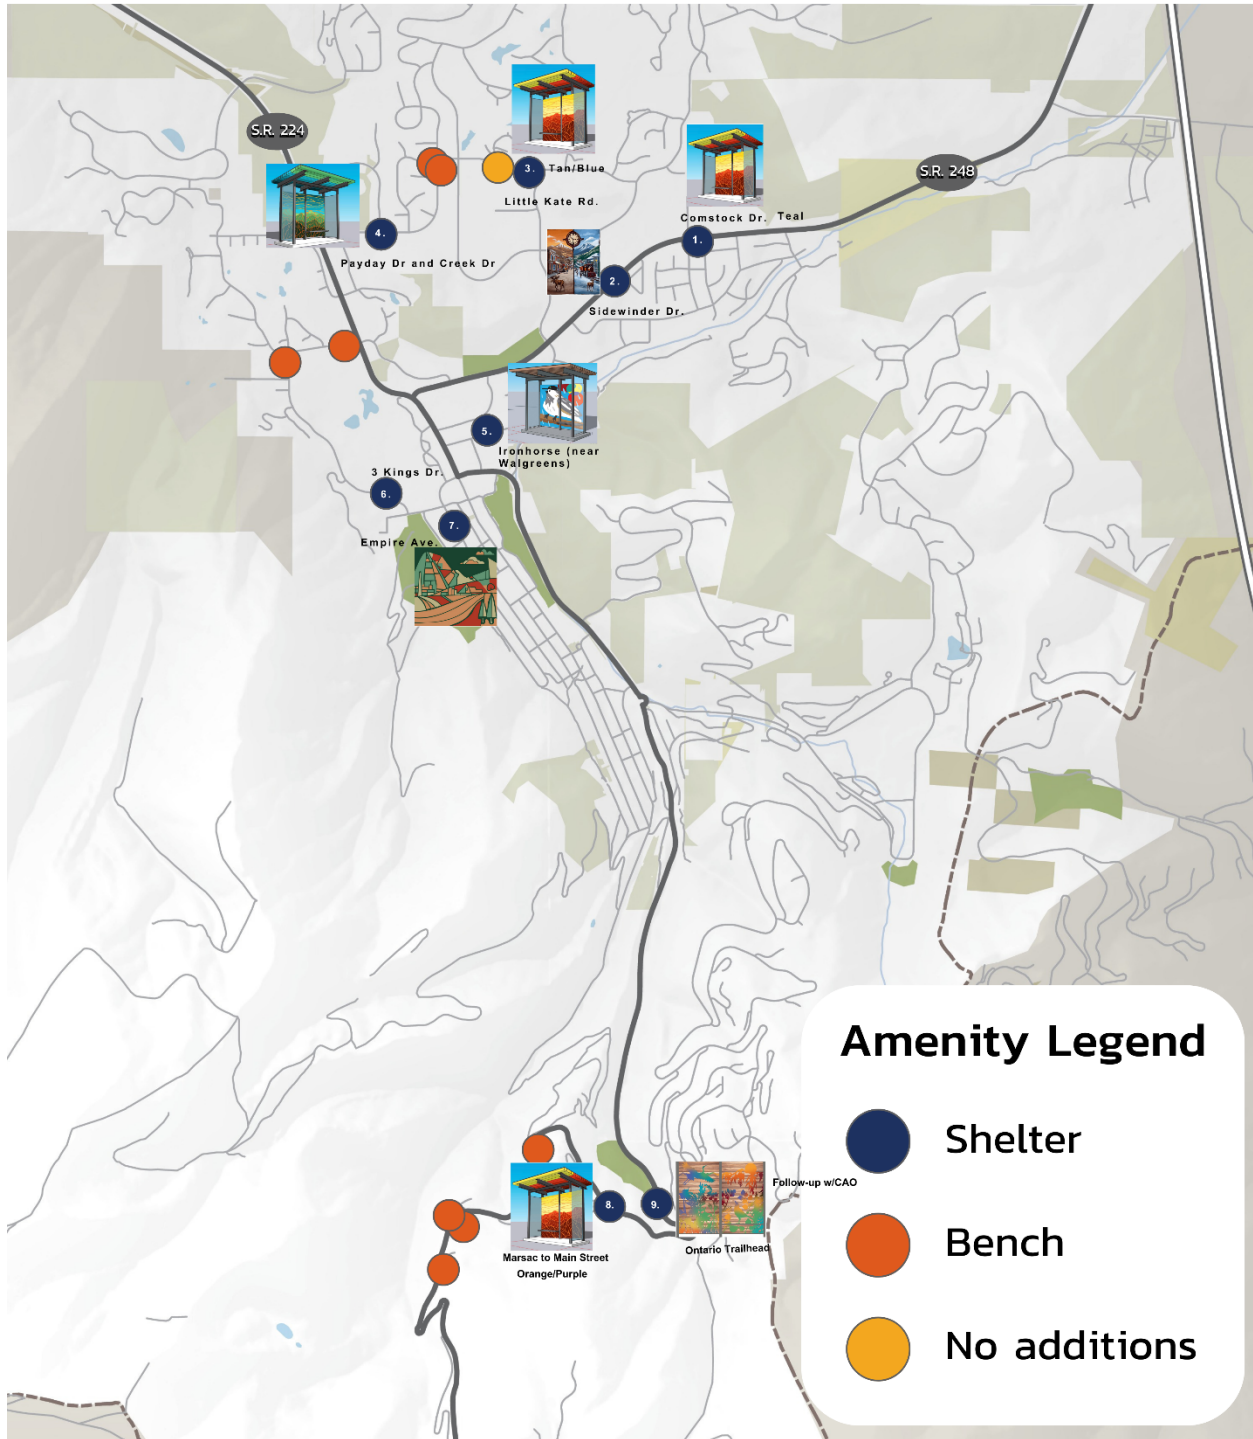 S.R. 224
3. Tan/Blue
Little Kate Rd.
S.R. 248
Comstock Dr. Teal
1.
4.
Payday Dr and Creek Dr
2.
Sidewinder Dr.
5.
Ironhorse (near
Walgreens)
3 Kings Dr.
6.
7.
Empire Ave.
Amenity Legend
Shelter
Bench
No additions
Follow-up w/CAO
8.
9.
Ontario Trailhead
Marsac to Main Street
Orange/Purple